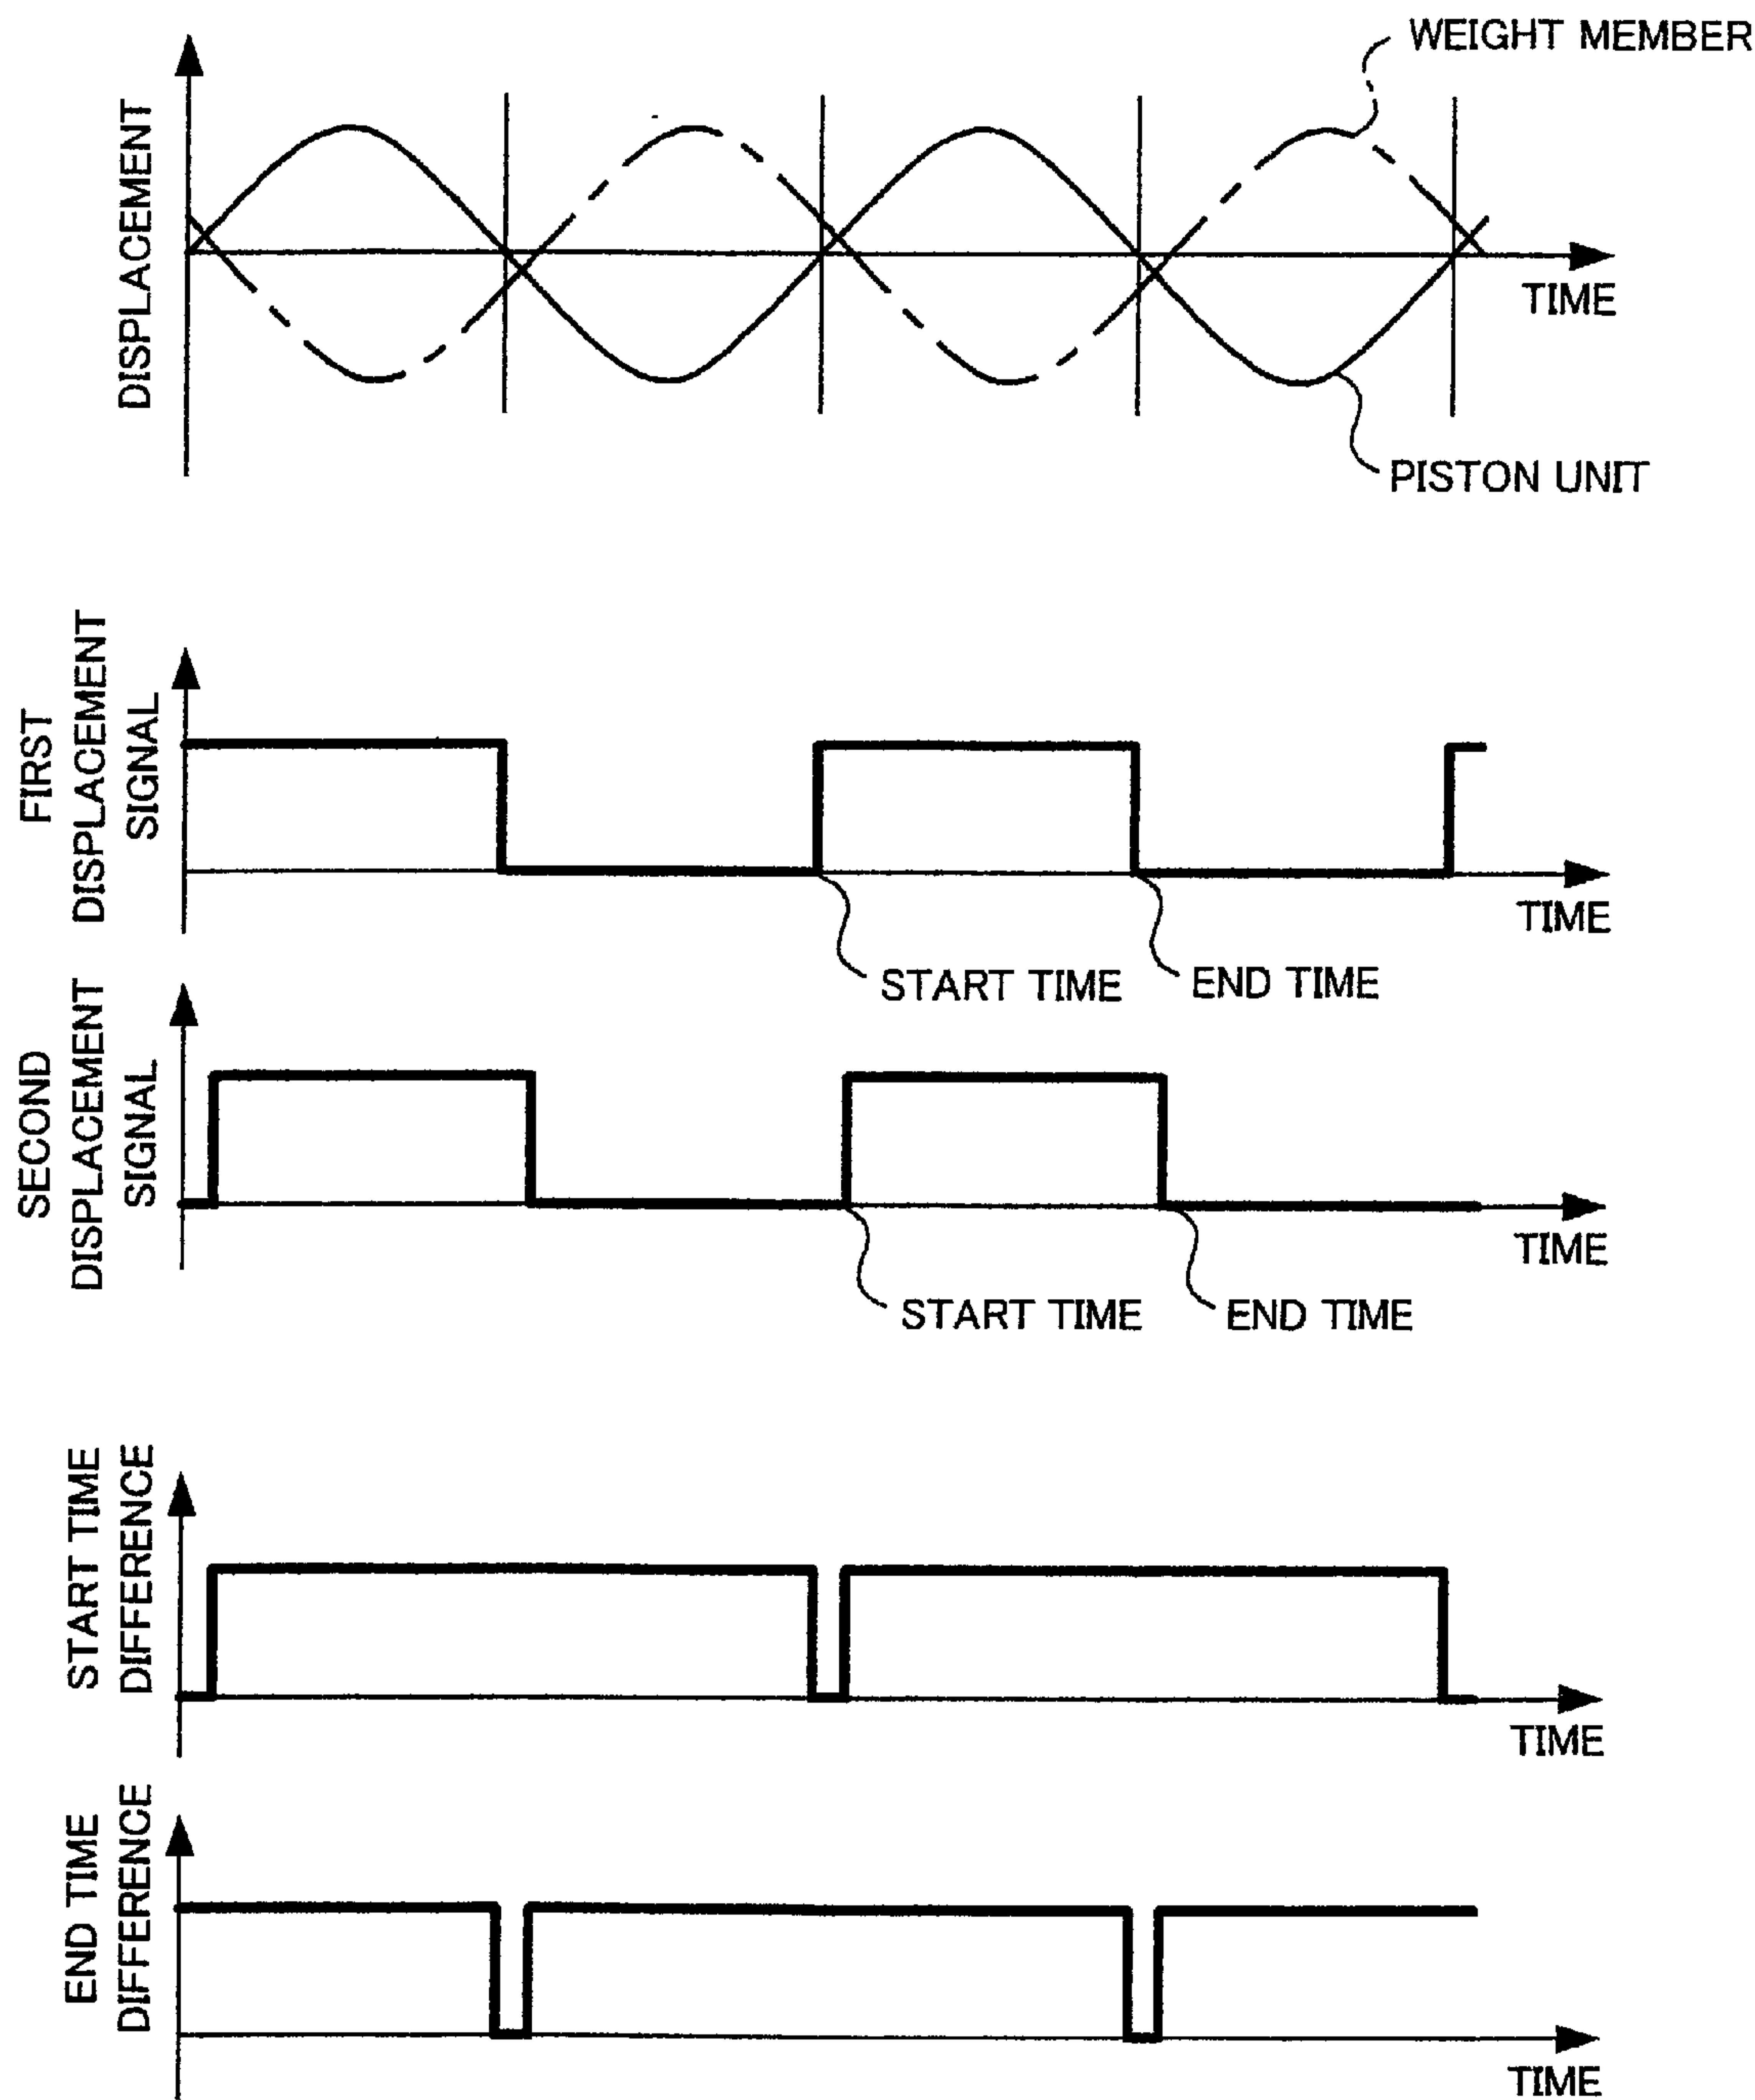 WEIGHT MEMBER
DISPLACEMENT
TIME
PISTON UNIT
FIRST
DISPLACEMENT
SIGNAL
TIME
START TIME
END TIME
SECOND
DISPLACEMENT
SIGNAL
TIME
START TIME
END TIME
START TIME
DIFFERENCE
TIME
END TIME
DIFFERENCE
TIME